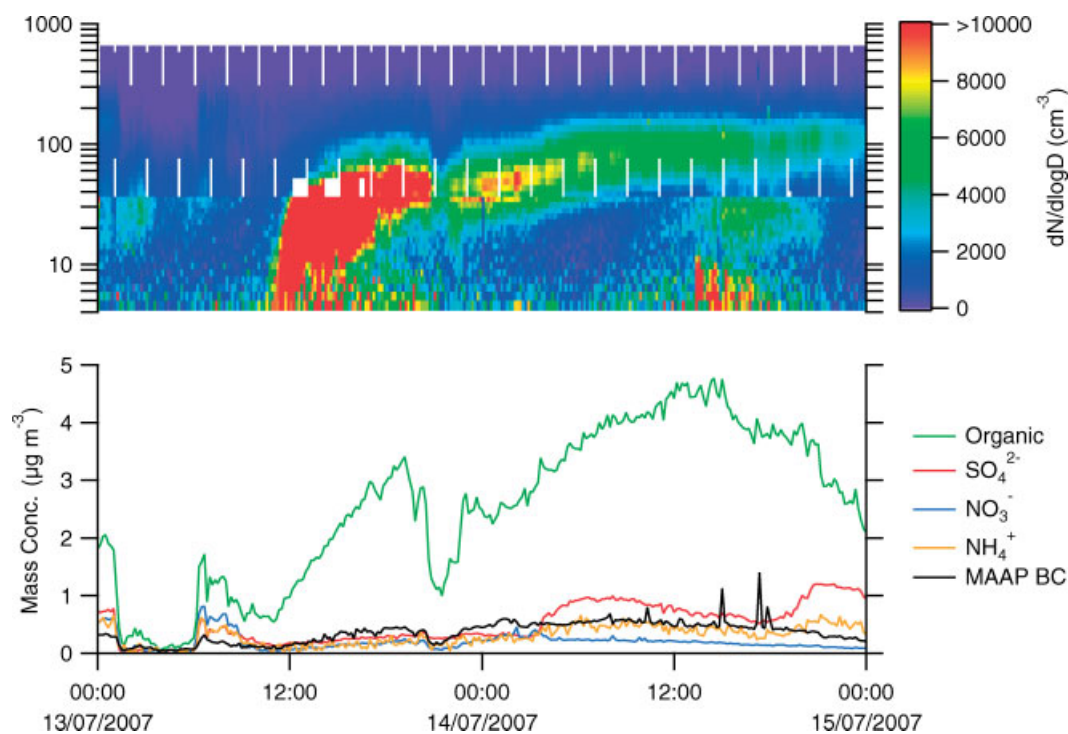 1000
100
10
>10000
8000
6000
4000
2000
0
dN/dlogD (cm⁻³)
5
4
3
2
1
0
Mass Conc. (µg m⁻³)
Organic
SO₄²⁻
NO₃⁻
NH₄⁺
MAAP BC
00:00 12:00 00:00 12:00 00:00
13/07/2007 14/07/2007 15/07/2007